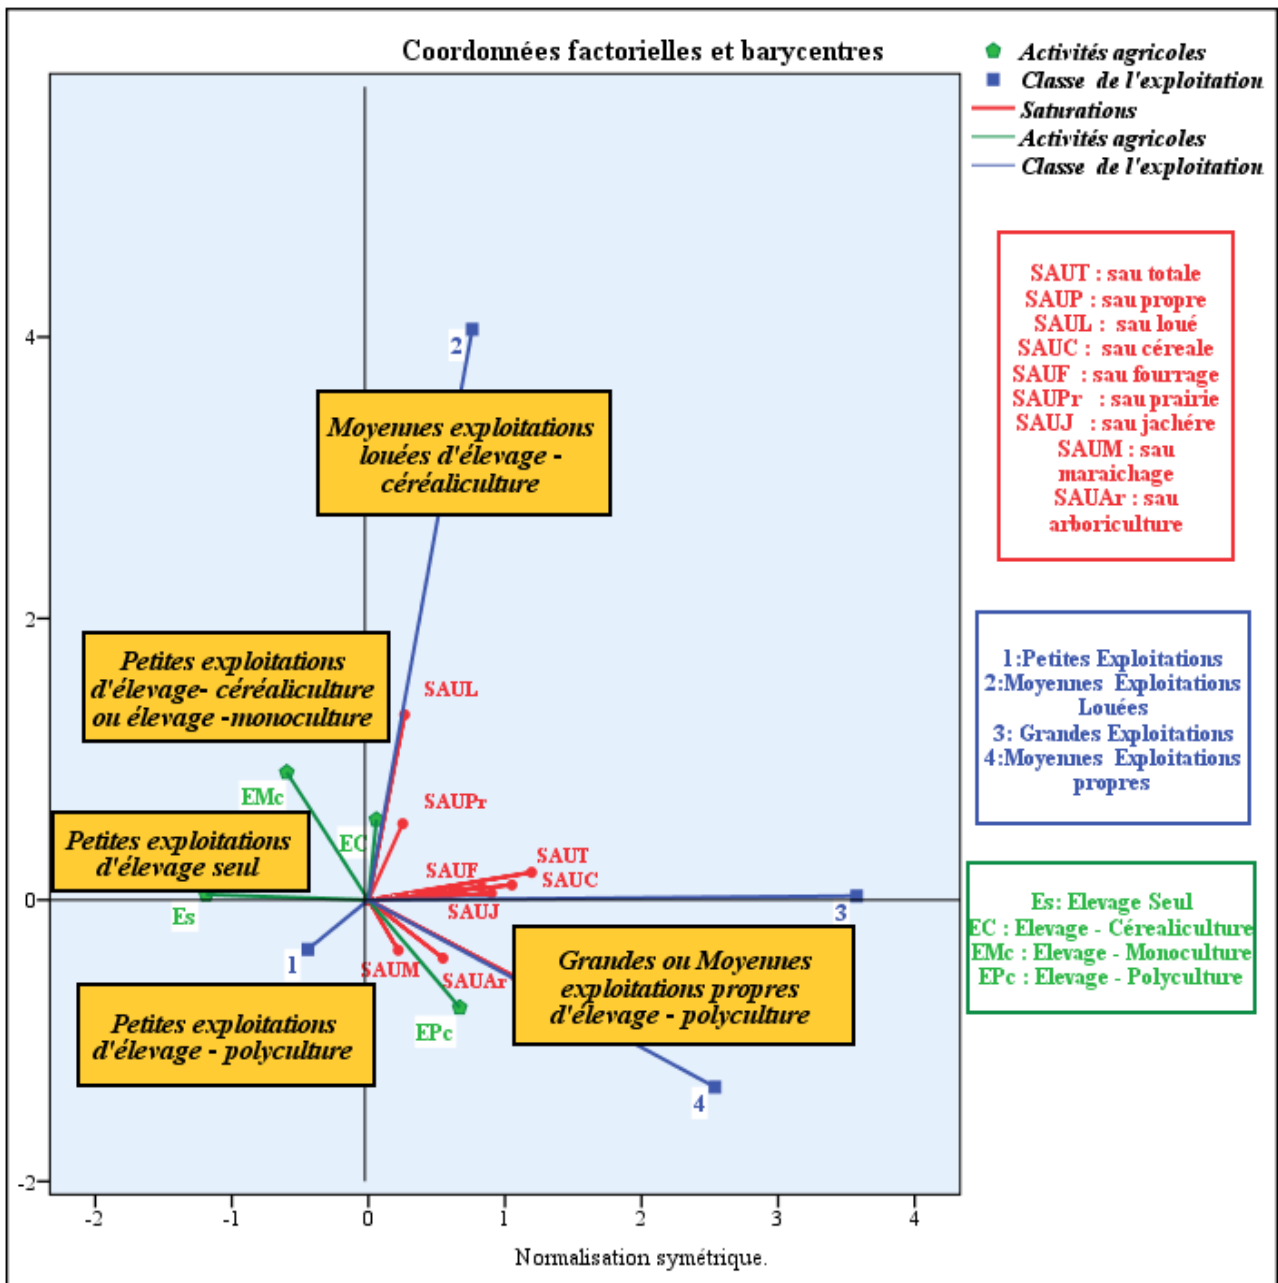 Coordonnées factorielles et barycentres
Activités agricoles
Classe de l'exploitation
Saturations
Activités agricoles
Classe de l'exploitation
SAUT : sau totale
SAUP : sau propre
SAUL : sau loué
SAUC : sau céreale
SAUF : sau fourrage
SAUPr : sau prairie
SAUJ : sau jachére
SAUM : sau
maraichage
SAUAr : sau
arboriculture
1:Petites Exploitations
2:Moyennes Exploitations
Louées
3: Grandes Exploitations
4:Moyennes Exploitations
propres
Es: Elevage Seul
EC : Elevage - Céréaliculture
EMc : Elevage - Monoculture
EPc : Elevage - Polyculture
4
2
0
-2
2
Moyennes exploitations
louées d'élevage -
céréaliculture
Petites exploitations
d'élevage- céréaliculture
ou élevage -monoculture
SAUL
EMc
SAUPr
Petites exploitations
d'élevage seul
EC
SAUF
SAUT
SAUC
Es
SAUJ
3
1
SAUM
SAUAr
Grandes ou Moyennes
exploitations propres
d'élevage - polyculture
Petites exploitations
d'élevage - polyculture
EPc
4
-2 -1 0 1 2 3 4
Normalisation symétrique.